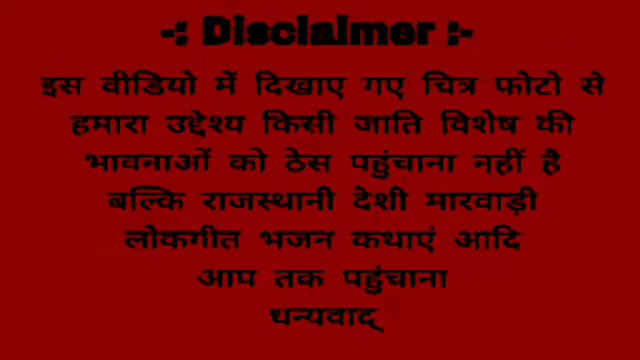 -: Disclaimer :-
इस वीडियो में दिखाए गए चित्र फोटो से
हमारा उद्देश्य किसी जाति विशेष की
भावनाओं को ठेस पहुंचाना नहीं है
बल्कि राजस्थानी देशी मारवाड़ी
लोकगीत भजन कथाएं आदि
आप तक पहुंचाना
धन्यवाद्